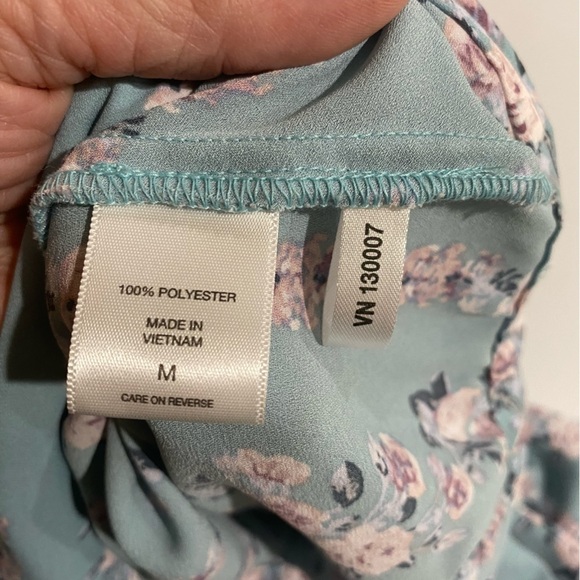 100% POLYESTER
MADE IN
VIETNAM
M
CARE ON REVERSE
VN 130007